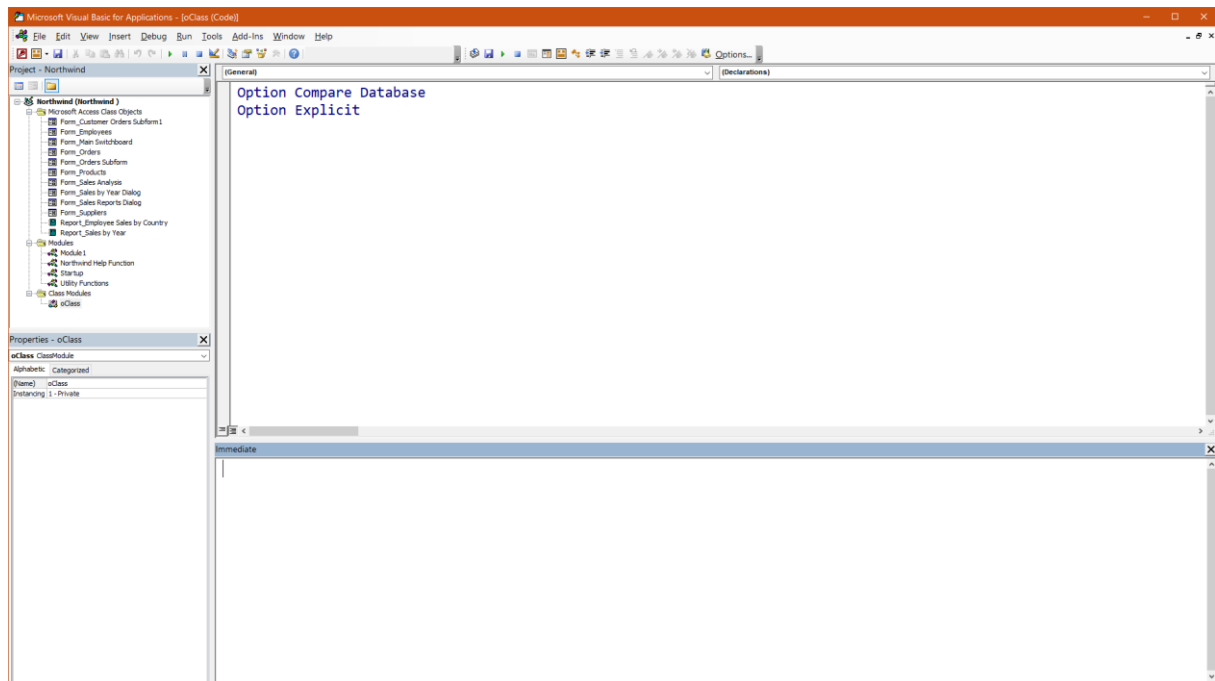 Microsoft Visual Basic for Applications - [oClass (Code)]
File Edit View Insert Debug Run Tools Add-Ins Window Help
Options...
Project - Northwind
Northwind (Northwind )
Microsoft Access Class Objects
Form_Customer Orders Subform1
Form_Employees
Form_Main Switchboard
Form_Orders
Form_Orders Subform
Form_Products
Form_Sales Analysis
Form_Sales by Year Dialog
Form_Sales Reports Dialog
Form_Suppliers
Report_Employee Sales by Country
Report_Sales by Year
Modules
Module1
Northwind Help Function
Startup
Utility Functions
Class Modules
oClass
Properties - oClass
oClass ClassModule
Alphabetic Categorized
(Name) oClass
Instancing 1 - Private
(General) (Declarations)
Option Compare Database
Option Explicit
Immediate